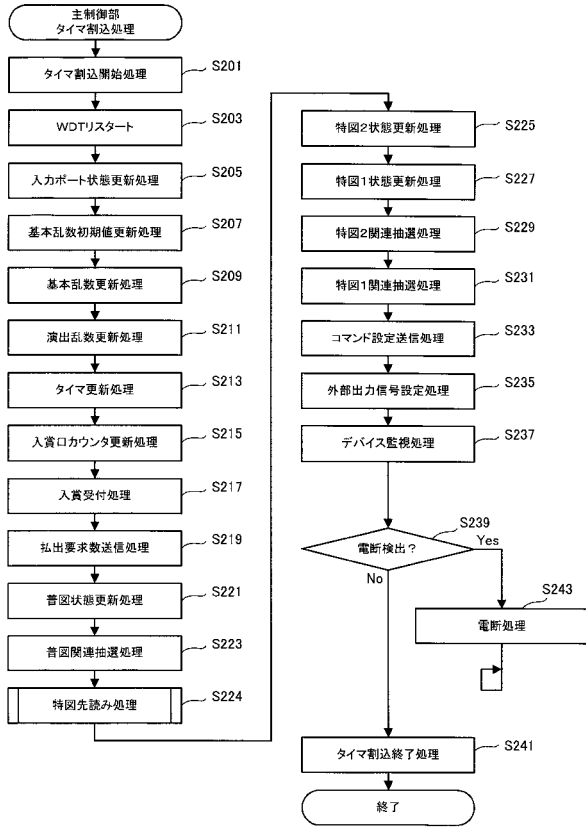 主制御部
タイマ割込処理
タイマ割込開始処理
S201
WDTリスタート
S203
入力ポート状態更新処理
S205
基本乱数初期値更新処理
S207
基本乱数更新処理
S209
演出乱数更新処理
S211
タイマ更新処理
S213
入賞口カウンタ更新処理
S215
入賞受付処理
S217
払出要求数送信処理
S219
普図状態更新処理
S221
普図関連抽選処理
S223
特図先読み処理
S224
特図2状態更新処理
S225
特図1状態更新処理
S227
特図2関連抽選処理
S229
特図1関連抽選処理
S231
コマンド設定送信処理
S233
外部出力信号設定処理
S235
デバイス監視処理
S237
電断検出?
S239
Yes
No
電断処理
S243
タイマ割込終了処理
S241
終了